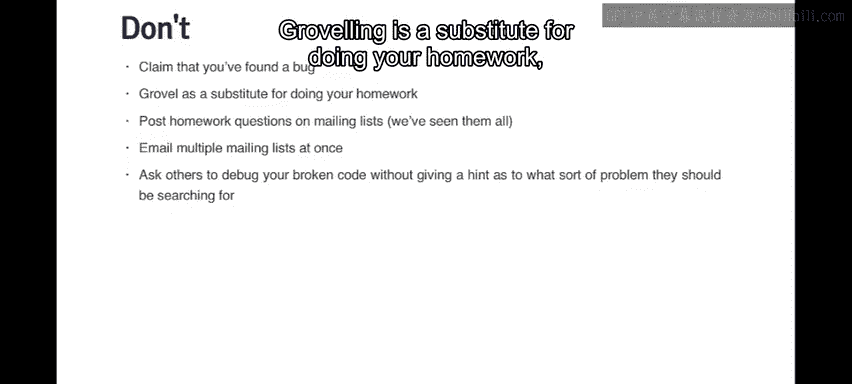 Don't
Grovelling is a substitute for
doing your homework,
· Claim that you've found a bug
· Grovel as a substitute for doing your homework
· Post homework questions on mailing lists (we've seen them all)
· Email multiple mailing lists at once
· Ask others to debug your broken code without giving a hint as to what sort of problem they should
be searching for